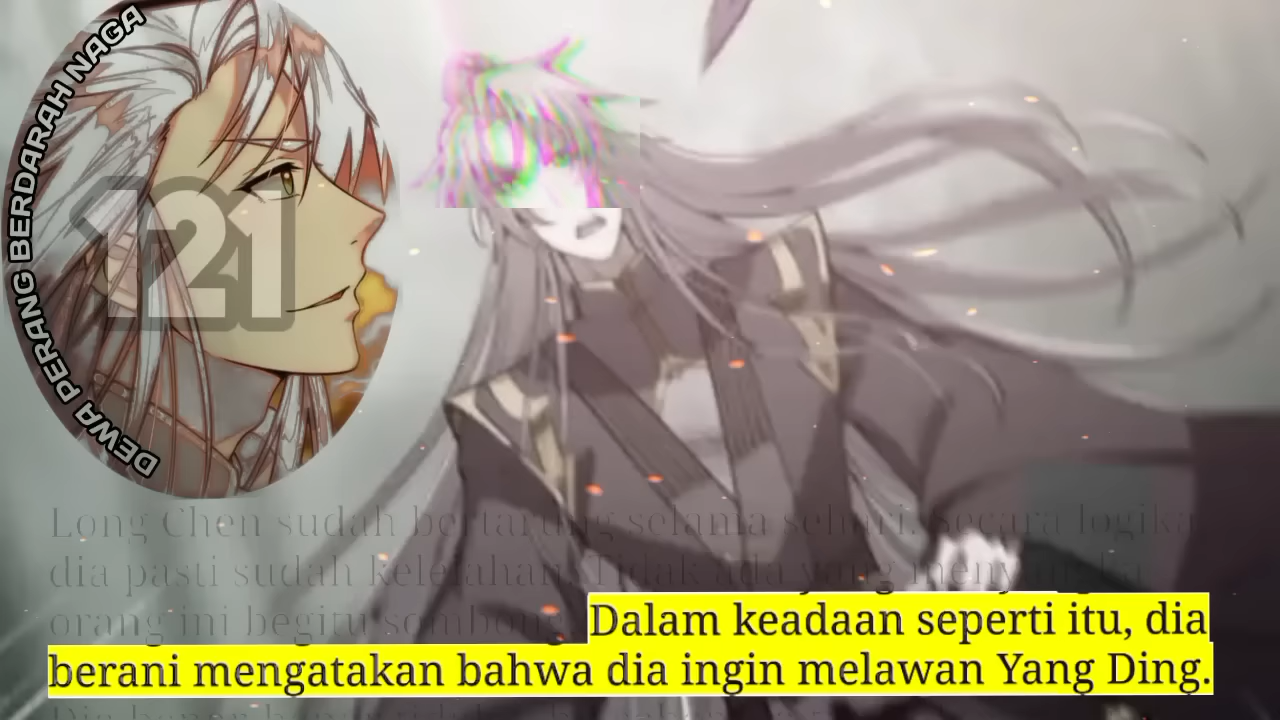 DEWA PERANG BERDARAH NAGA
121
Long Chen sudah bertarung selama sehari. Secara logika
dia pasti sudah kelelahan. Tidak ada yang menyangka
orang ini begitu sombong. Dalam keadaan seperti itu, dia
berani mengatakan bahwa dia ingin melawan Yang Ding.